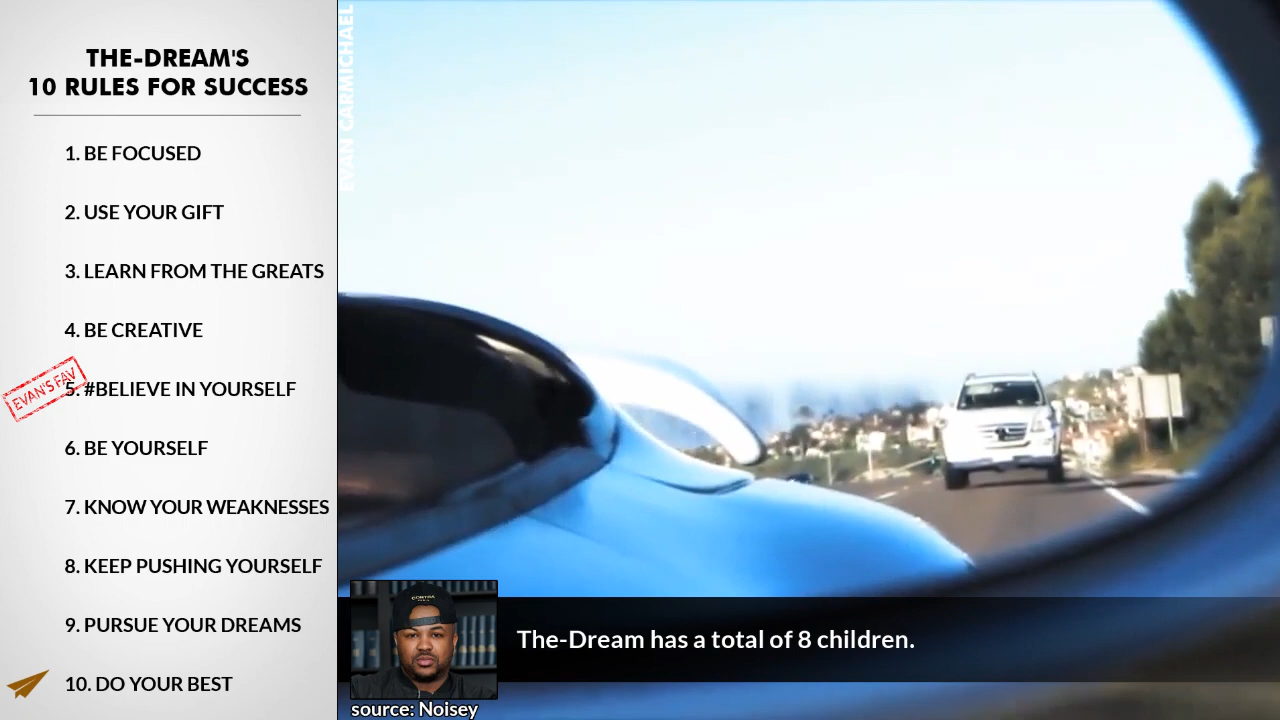 THE-DREAM'S
10 RULES FOR SUCCESS
1. BE FOCUSED
2. USE YOUR GIFT
3. LEARN FROM THE GREATS
4. BE CREATIVE
EVAN'S FAV
5. #BELIEVE IN YOURSELF
6. BE YOURSELF
7. KNOW YOUR WEAKNESSES
8. KEEP PUSHING YOURSELF
9. PURSUE YOUR DREAMS
10. DO YOUR BEST
EVAN CARMICHAEL
The-Dream has a total of 8 children.
source: Noisey